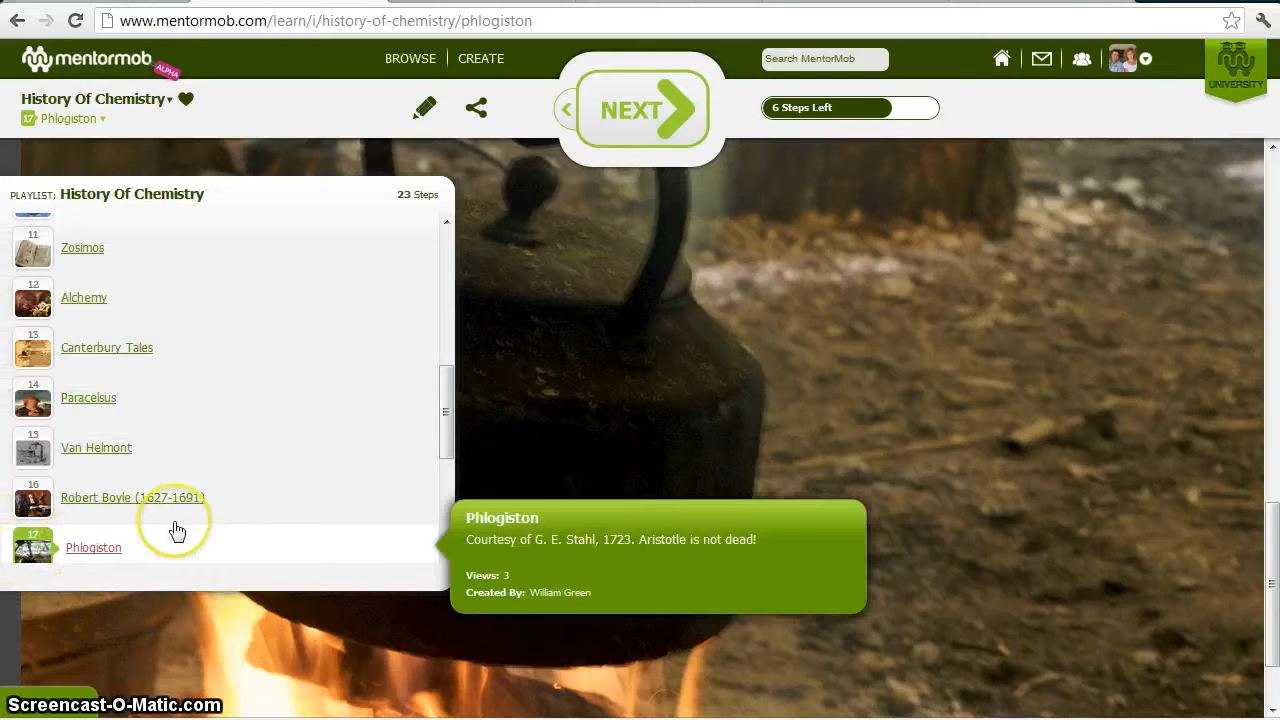 www.mentormob.com/learn/i/history-of-chemistry/phlogiston
mentormob
ALPHA
BROWSE
CREATE
Search MentorMob
UNIVERSITY
History Of Chemistry
17 Phlogiston
NEXT
6 Steps Left
PLAYLIST: History Of Chemistry
23 Steps
11
Zosimos
12
Alchemy
13
Canterbury Tales
14
Paracelsus
15
Van Helmont
16
Robert Boyle (1627-1691)
17
Phlogiston
Phlogiston
Courtesy of G. E. Stahl, 1723. Aristotle is not dead!
Views: 3
Created By: William Green
Screencast-O-Matic.com